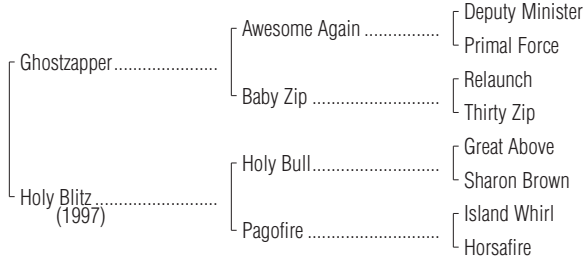 Deputy Minister
Awesome Again ................
Primal Force
Ghostzapper......................
Relaunch
Baby Zip ...........................
Thirty Zip
Great Above
Holy Bull...........................
Sharon Brown
Holy Blitz..........................
(1997)
Island Whirl
Pagofire ............................
Horsafire